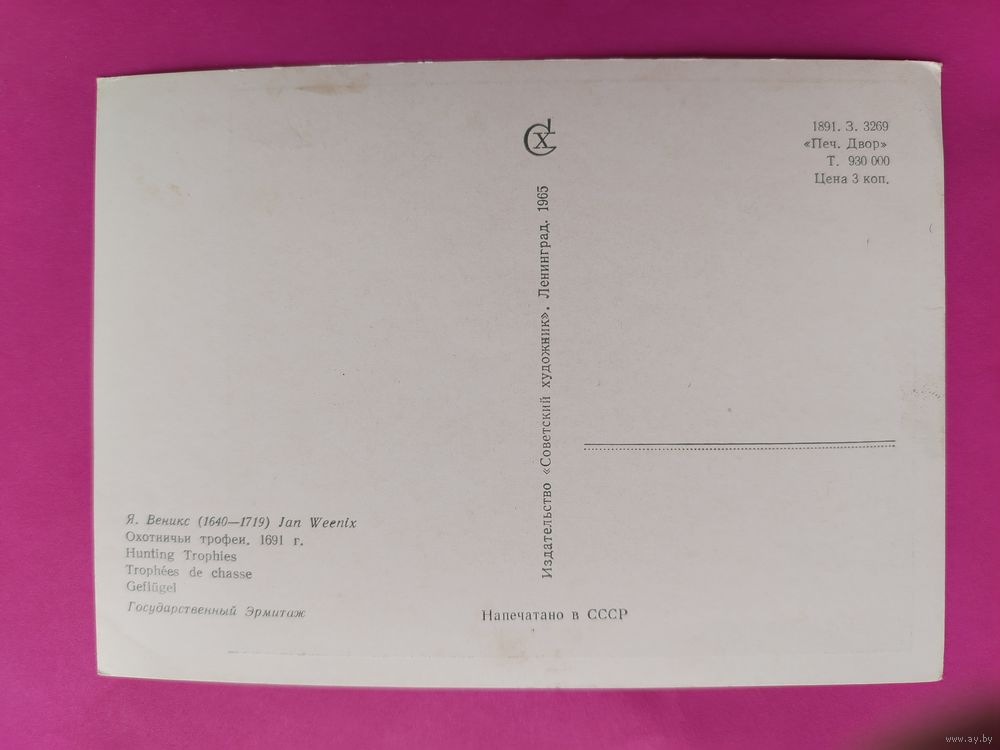 Я. Веникс (1640—1719) Jan Weenix
Охотничьи трофеи. 1691 г.
Hunting Trophies
Trophées de chasse
Geflügel
Государственный Эрмитаж
СХ
Издательство «Советский художник». Ленинград. 1965
Напечатано в СССР
1891. З. 3269
«Печ. Двор»
Т. 930 000
Цена 3 коп.
www.ay.by